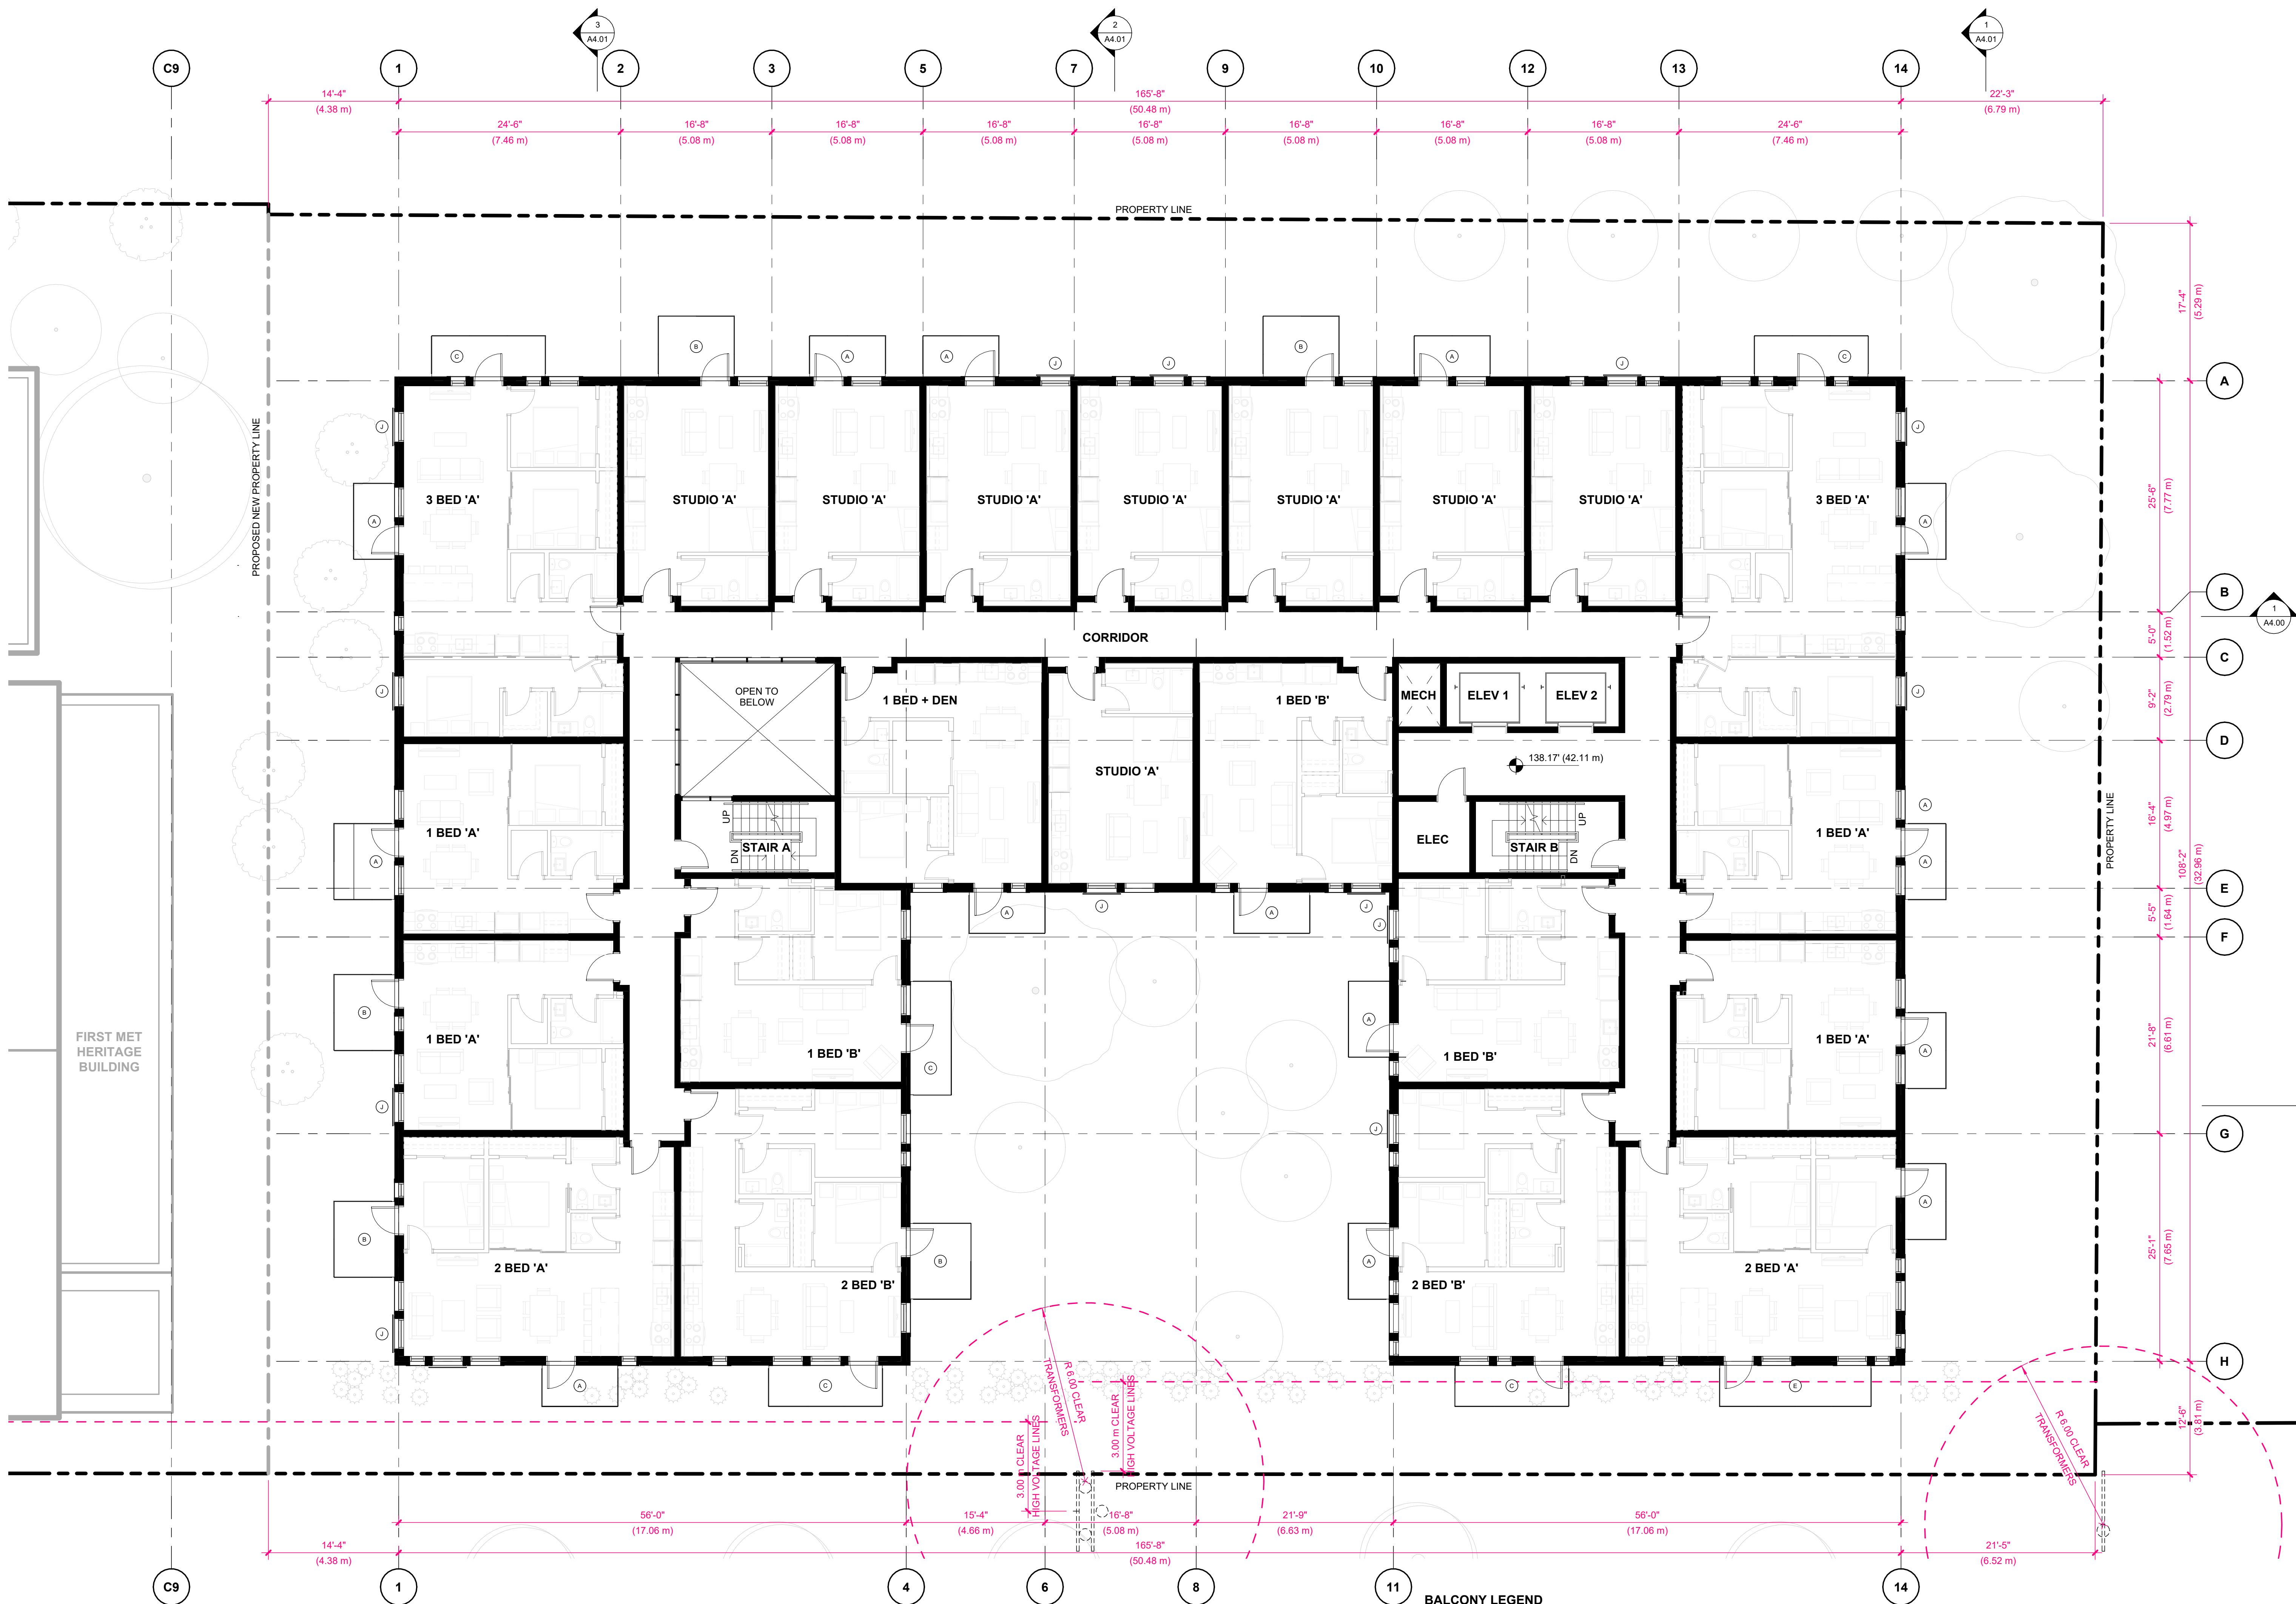 3
A4.01
2
A4.01
1
A4.01
C9
1
2
3
5
7
9
10
12
13
14
14'-4"
(4.38 m)
165'-8"
(50.48 m)
22'-3"
(6.79 m)
24'-6"
(7.46 m)
16'-8"
(5.08 m)
16'-8"
(5.08 m)
16'-8"
(5.08 m)
16'-8"
(5.08 m)
16'-8"
(5.08 m)
16'-8"
(5.08 m)
16'-8"
(5.08 m)
24'-6"
(7.46 m)
PROPERTY LINE
17'-4"
(5.29 m)
C
B
A
A
J
J
B
A
J
C
A
J
J
PROPOSED NEW PROPERTY LINE
3 BED 'A'
STUDIO 'A'
STUDIO 'A'
STUDIO 'A'
STUDIO 'A'
STUDIO 'A'
STUDIO 'A'
STUDIO 'A'
3 BED 'A'
25'-6"
(7.77 m)
A
A
B
1
A4.00
CORRIDOR
5'-0"
(1.52 m)
C
J
OPEN TO
BELOW
1 BED + DEN
1 BED 'B'
MECH
ELEV 1
ELEV 2
J
9'-2"
(2.79 m)
D
138.17' (42.11 m)
STUDIO 'A'
A
16'-4"
(4.97 m)
UP
UP
1 BED 'A'
STAIR A
DN
ELEC
STAIR B
DN
1 BED 'A'
PROPERTY LINE
A
A
108'-2"
(32.96 m)
E
A
J
A
J
J
5'-5"
(1.64 m)
F
B
A
FIRST MET
HERITAGE
BUILDING
1 BED 'A'
1 BED 'B'
C
1 BED 'B'
1 BED 'A'
A
21'-8"
(6.61 m)
J
J
G
A
B
B
A
25'-1"
(7.65 m)
2 BED 'A'
2 BED 'B'
2 BED 'B'
2 BED 'A'
J
H
A
C
C
E
R 6.00 CLEAR
TRANSFORMERS
3.00 m CLEAR
HIGH VOLTAGE LINES
3.00 m CLEAR
HIGH VOLTAGE LINES
R 6.00 CLEAR
TRANSFORMERS
12'-6"
(3.81 m)
PROPERTY LINE
56'-0"
(17.06 m)
15'-4"
(4.66 m)
16'-8"
(5.08 m)
21'-9"
(6.63 m)
56'-0"
(17.06 m)
14'-4"
(4.38 m)
165'-8"
(50.48 m)
21'-5"
(6.52 m)
C9
1
4
6
8
11
14
BALCONY LEGEND